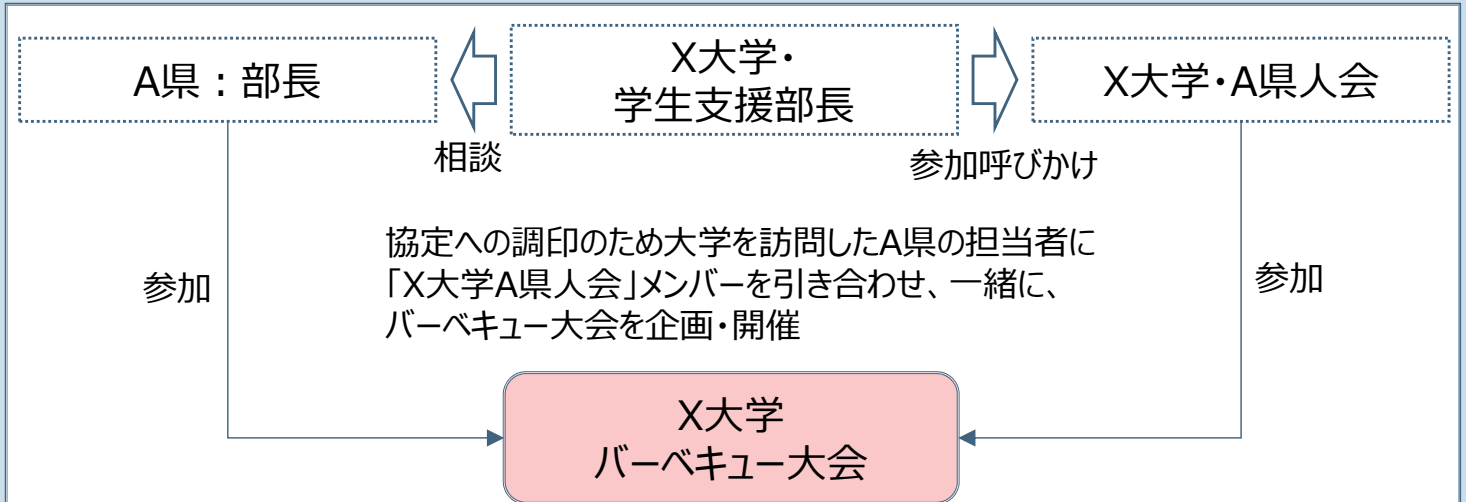 A県：部長
X大学・
学生支援部長
X大学・A県人会
相談
参加呼びかけ
協定への調印のため大学を訪問したA県の担当者に
「X大学A県人会」メンバーを引き合わせ、一緒に、
バーベキュー大会を企画・開催
参加
参加
X大学
バーベキュー大会